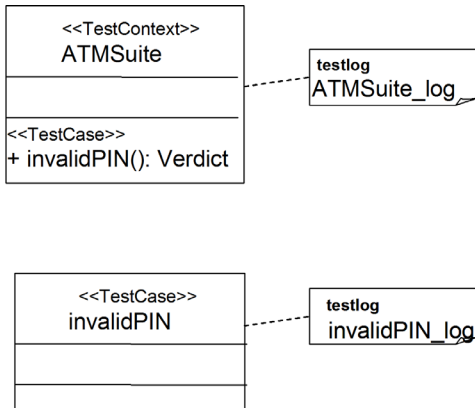 <<TestContext>>
ATMSuite
testlog
ATMSuite_log
<<TestCase>>
+ invalidPIN(): Verdict
<<TestCase>>
invalidPIN
testlog
invalidPIN_log